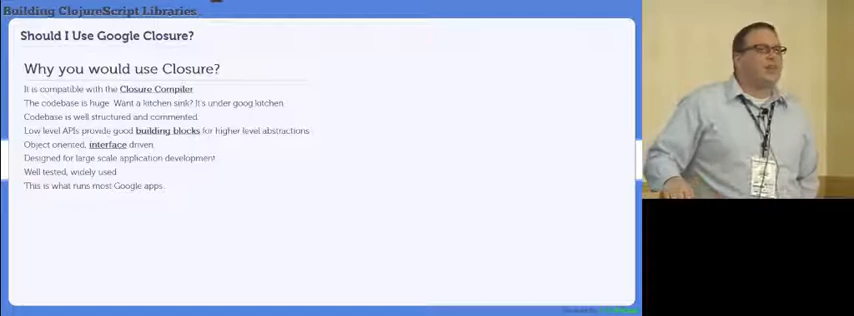 Building ClojureScript Libraries
Should I Use Google Closure?
Why you would use Closure?
It is compatible with the Closure Compiler
The codebase is huge. Want a kitchen sink? It's under goog.kitchen
Codebase is well structured and commented.
Low level APIs provide good building blocks for higher level abstractions
Object oriented, interface driven
Designed for large scale application development
Well tested, widely used
This is what runs most Google apps.